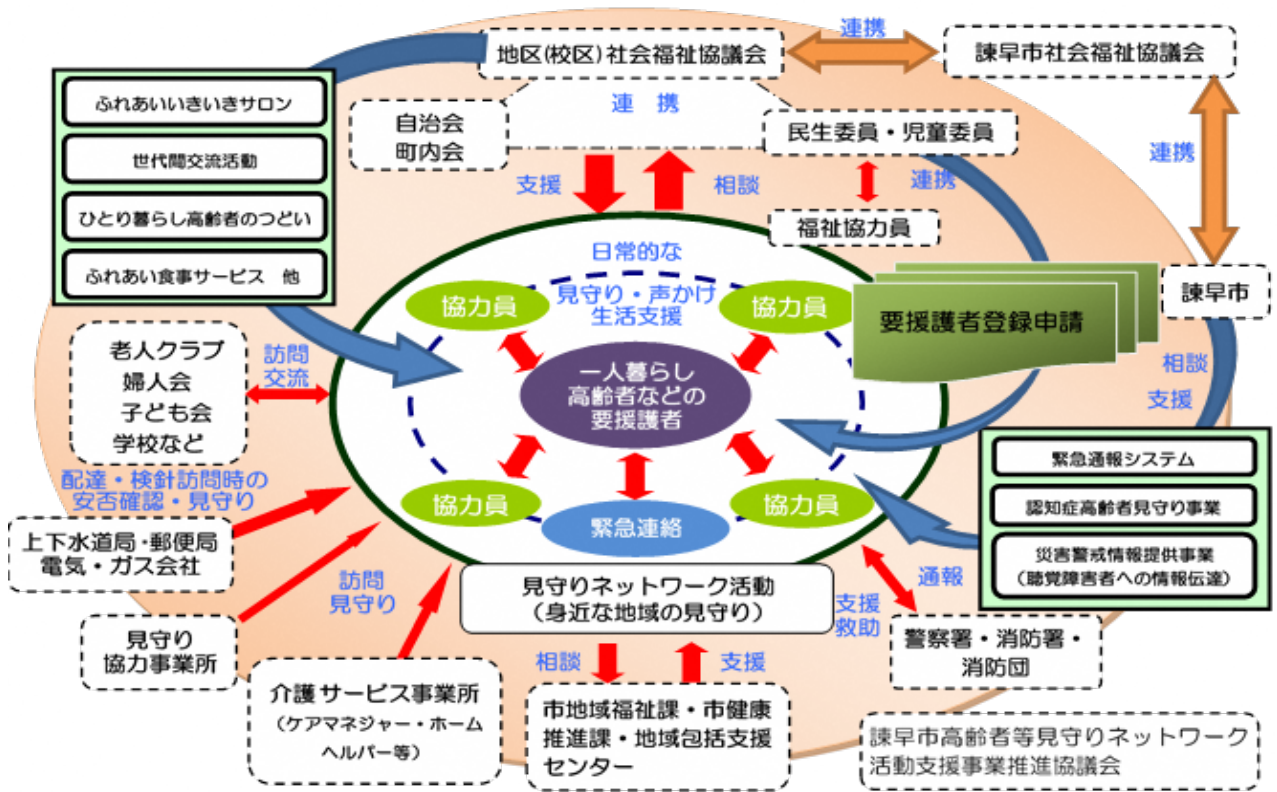 地区(校区)社会福祉協議会
連携
諫早市社会福祉協議会
連　携
自治会
町内会
民生委員・児童委員
連携
連携
福祉協力員
諫早市
支援
相談
ふれあいいきいきサロン
世代間交流活動
ひとり暮らし高齢者のつどい
ふれあい食事サービス　他
日常的な
見守り・声かけ
生活支援
協力員
協力員
要援護者登録申請
一人暮らし
高齢者などの
要援護者
協力員
協力員
緊急連絡
相談
支援
老人クラブ
婦人会
子ども会
学校など
訪問
交流
配達・検針訪問時の
安否確認・見守り
上下水道局・郵便局
電気・ガス会社
訪問
見守り
見守り
協力事業所
介護サービス事業所
（ケアマネジャー・ホーム
ヘルパー等）
見守りネットワーク活動
（身近な地域の見守り）
相談
支援
市地域福祉課・市健康
推進課・地域包括支援
センター
緊急通報システム
認知症高齢者見守り事業
災害警戒情報提供事業
（聴覚障害者への情報伝達）
通報
支援
救助
警察署・消防署・
消防団
諫早市高齢者等見守りネットワーク
活動支援事業推進協議会